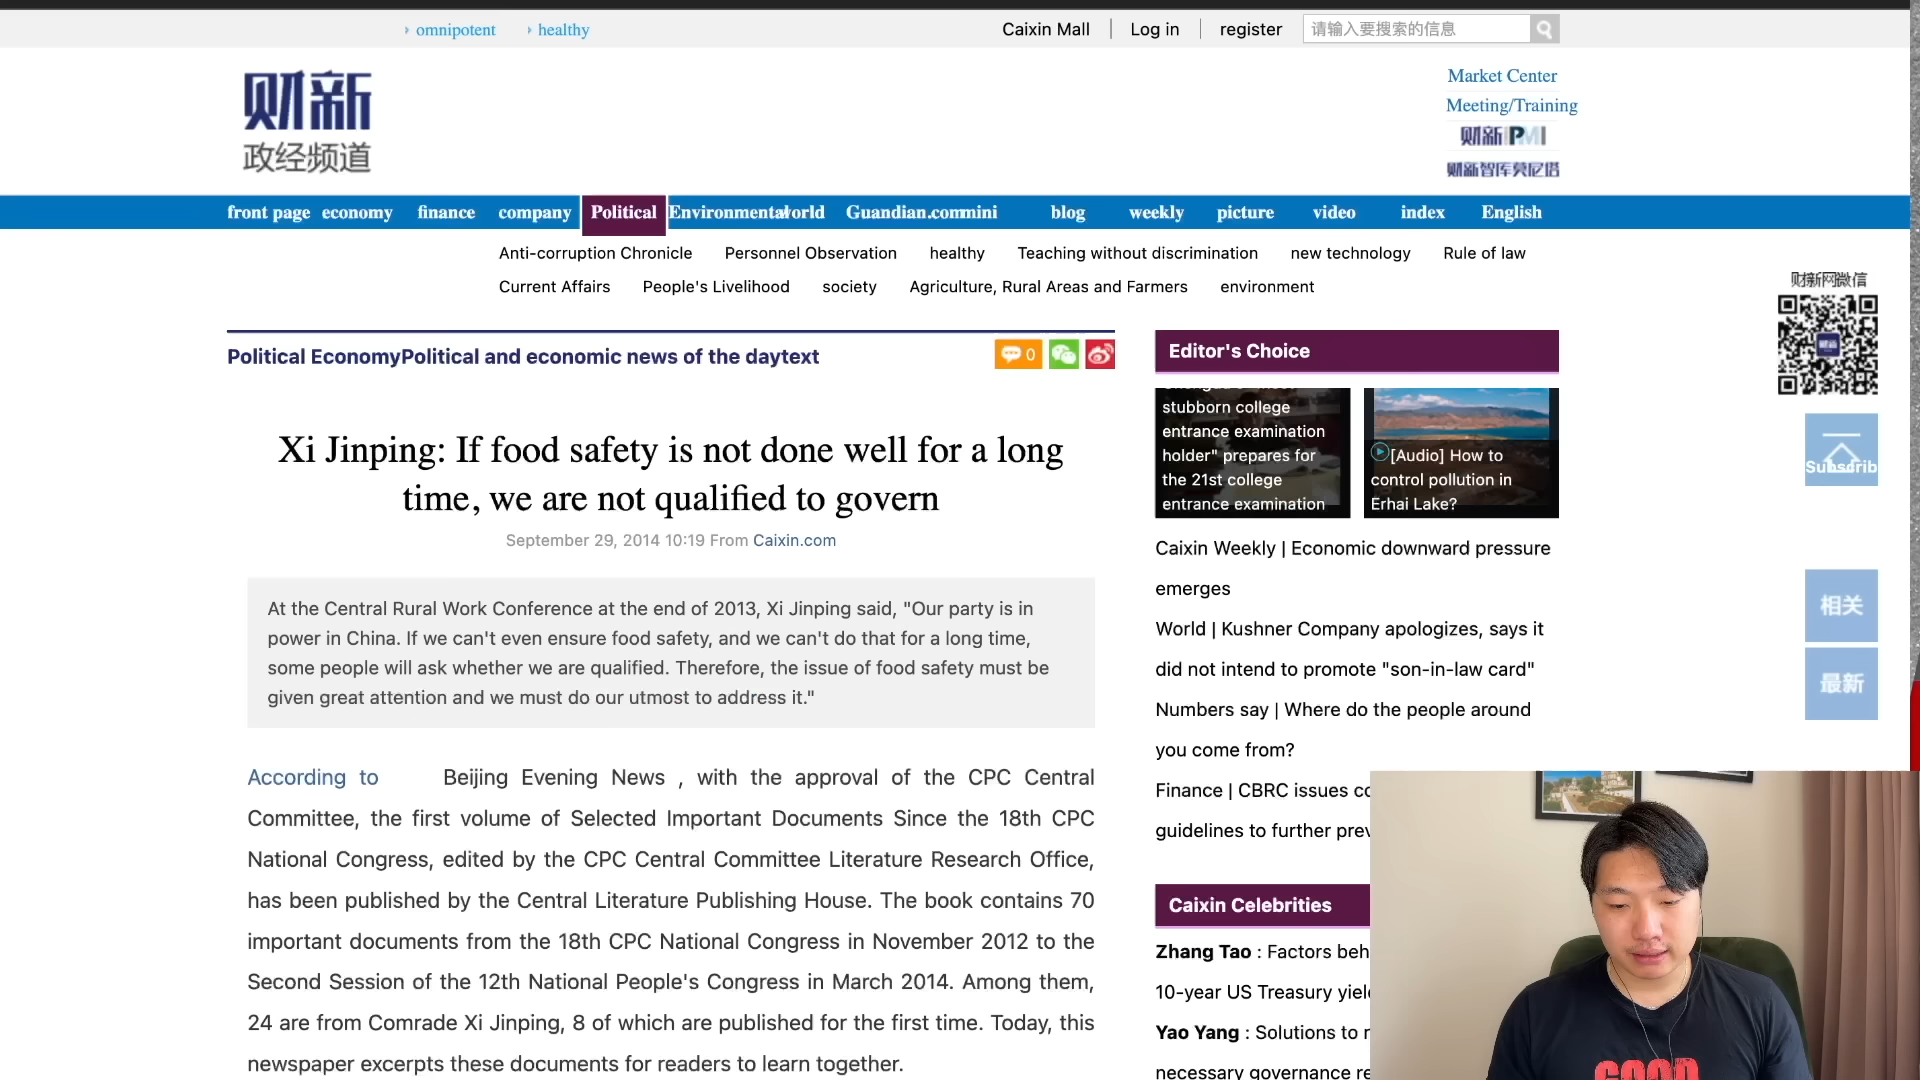 omnipotent
healthy
Caixin Mall
Log in
register
请输入要搜索的信息
财新
政经频道
Market Center
Meeting/Training
财新 PMI
财新智库莫尼塔
front page economy finance company Political Environmental world Guandian.com mini blog weekly picture video index English
Anti-corruption Chronicle Personnel Observation healthy Teaching without discrimination new technology Rule of law
Current Affairs People's Livelihood society Agriculture, Rural Areas and Farmers environment
财新网微信
Political EconomyPolitical and economic news of the daytext
0
Xi Jinping: If food safety is not done well for a long
time, we are not qualified to govern
September 29, 2014 10:19 From Caixin.com
At the Central Rural Work Conference at the end of 2013, Xi Jinping said, "Our party is in
power in China. If we can't even ensure food safety, and we can't do that for a long time,
some people will ask whether we are qualified. Therefore, the issue of food safety must be
given great attention and we must do our utmost to address it."
According to Beijing Evening News , with the approval of the CPC Central
Committee, the first volume of Selected Important Documents Since the 18th CPC
National Congress, edited by the CPC Central Committee Literature Research Office,
has been published by the Central Literature Publishing House. The book contains 70
important documents from the 18th CPC National Congress in November 2012 to the
Second Session of the 12th National People's Congress in March 2014. Among them,
24 are from Comrade Xi Jinping, 8 of which are published for the first time. Today, this
newspaper excerpts these documents for readers to learn together.
Editor's Choice
stubborn college
entrance examination
holder" prepares for
the 21st college
entrance examination
[Audio] How to
control pollution in
Erhai Lake?
Caixin Weekly | Economic downward pressure
emerges
World | Kushner Company apologizes, says it
did not intend to promote "son-in-law card"
Numbers say | Where do the people around
you come from?
Finance | CBRC issues
guidelines to further
Caixin Celebrities
Zhang Tao : Factors
10-year US Treasury
Yao Yang : Solutions to
necessary governance
Subscrib
相关
最新
GOOD